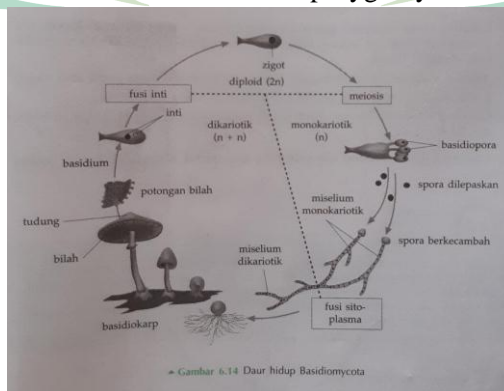 zigot
diploid (2n)
fusi inti
meiosis
inti
dikariotik
(n + n)
monokariotik
(n)
basidiopora
basidium
spora dilepaskan
potongan bilah
miselium
monokariotik
tudung
spora berkecambah
bilah
miselium
dikariotik
fusi sito-
plasma
basidiokarp
Gambar 6.14 Daur hidup Basidiomycota